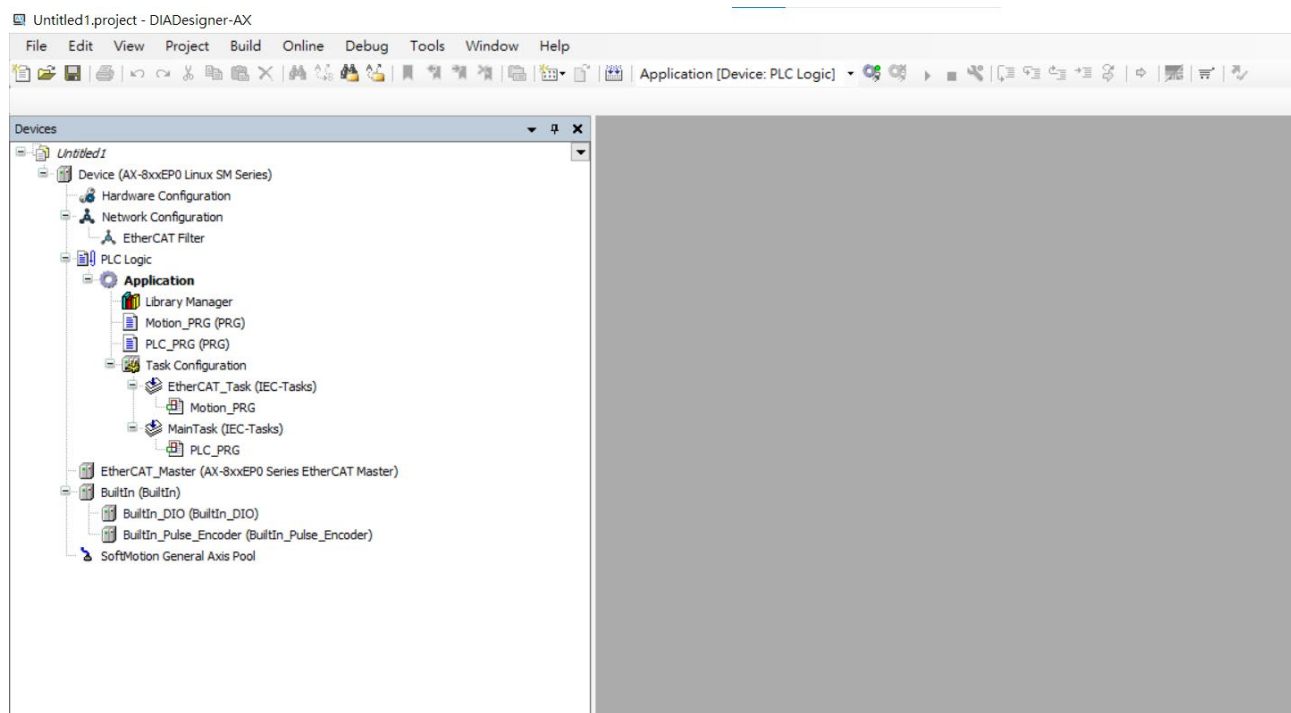 Untitled1.project - DIADesigner-AX
File Edit View Project Build Online Debug Tools Window Help
Application [Device: PLC Logic]
Devices
Untitled1
Device (AX-8xxEP0 Linux SM Series)
Hardware Configuration
Network Configuration
EtherCAT Filter
PLC Logic
Application
Library Manager
Motion_PRG (PRG)
PLC_PRG (PRG)
Task Configuration
EtherCAT_Task (IEC-Tasks)
Motion_PRG
MainTask (IEC-Tasks)
PLC_PRG
EtherCAT_Master (AX-8xxEP0 Series EtherCAT Master)
BuiltIn (BuiltIn)
BuiltIn_DIO (BuiltIn_DIO)
BuiltIn_Pulse_Encoder (BuiltIn_Pulse_Encoder)
SoftMotion General Axis Pool